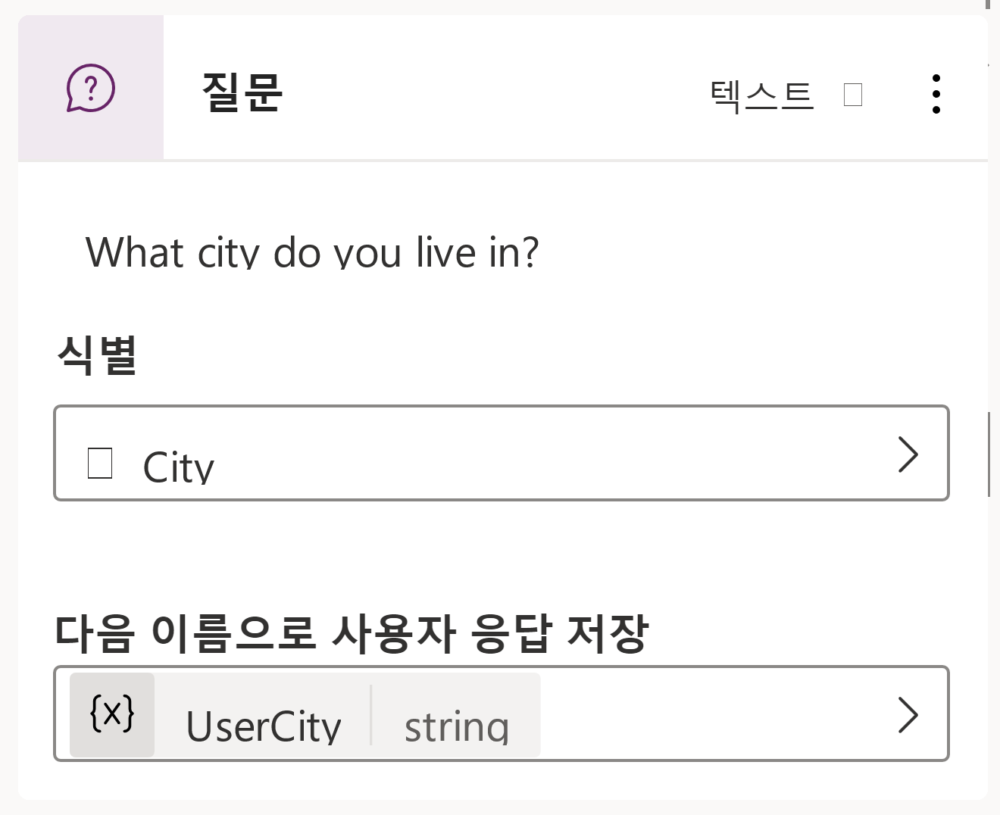 질문
텍스트
What city do you live in?
식별
City
다음 이름으로 사용자 응답 저장
{x} UserCity string